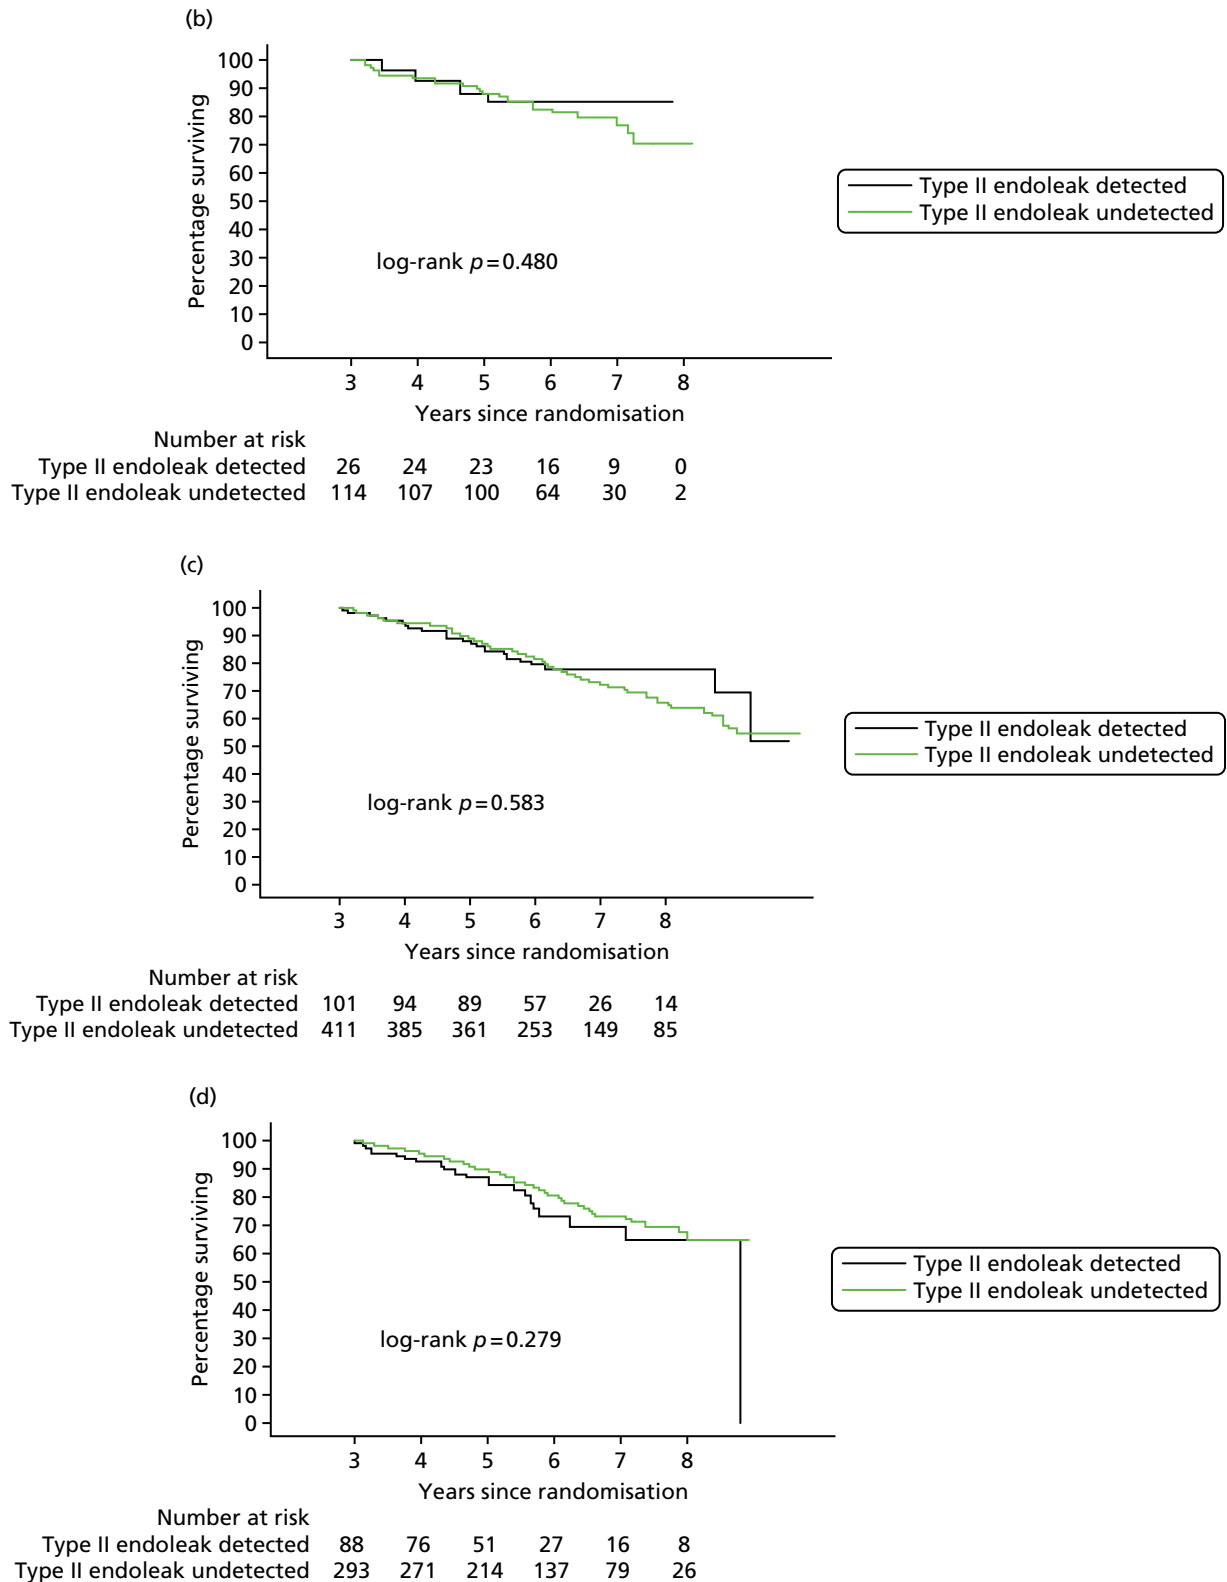 (b)
100
90
80
70
60
50
40
30
20
10
0
Percentage surviving
log-rank p=0.480
Type II endoleak detected
Type II endoleak undetected
3 4 5 6 7 8
Years since randomisation
Number at risk
Type II endoleak detected 26 24 23 16 9 0
Type II endoleak undetected 114 107 100 64 30 2
(c)
100
90
80
70
60
50
40
30
20
10
0
Percentage surviving
log-rank p=0.583
Type II endoleak detected
Type II endoleak undetected
3 4 5 6 7 8
Years since randomisation
Number at risk
Type II endoleak detected 101 94 89 57 26 14
Type II endoleak undetected 411 385 361 253 149 85
(d)
100
90
80
70
60
50
40
30
20
10
0
Percentage surviving
log-rank p=0.279
Type II endoleak detected
Type II endoleak undetected
3 4 5 6 7 8
Years since randomisation
Number at risk
Type II endoleak detected 88 76 51 27 16 8
Type II endoleak undetected 293 271 214 137 79 26